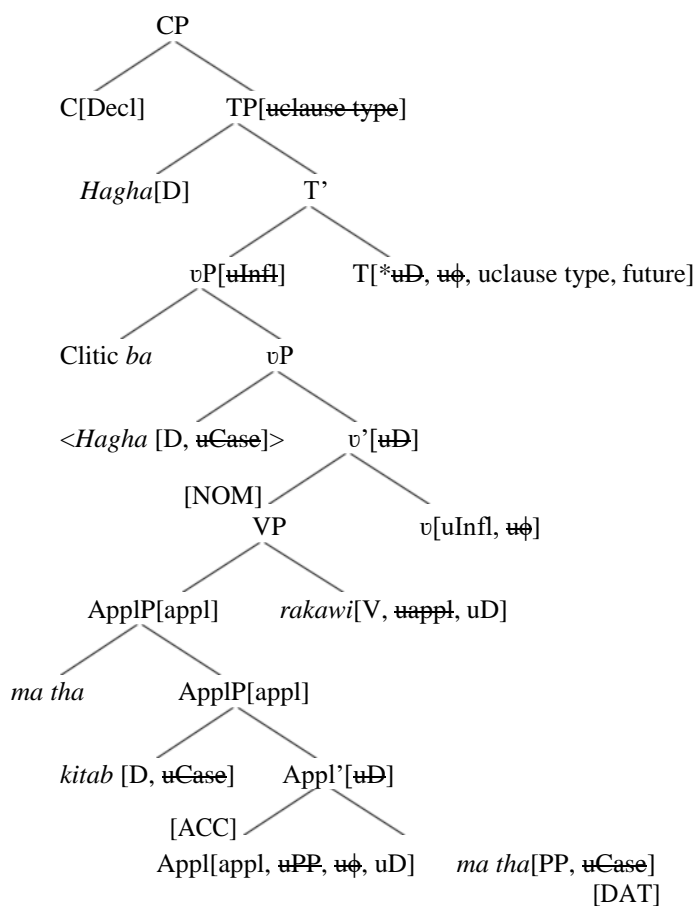 CP
C[Decl] TP[uclause type]
Hagha[D] T’
ʋP[uInfl] T[*uD, uϕ, uclause type, future]
Clitic ba ʋP
<Hagha [D, uCase]> ʋ’[uD]
[NOM]
VP ʋ[uInfl, uϕ]
ApplP[appl] rakawi[V, uappl, uD]
ma tha ApplP[appl]
kitab [D, uCase] Appl’[uD]
[ACC]
Appl[appl, uPP, uϕ, uD] ma tha[PP, uCase]
[DAT]